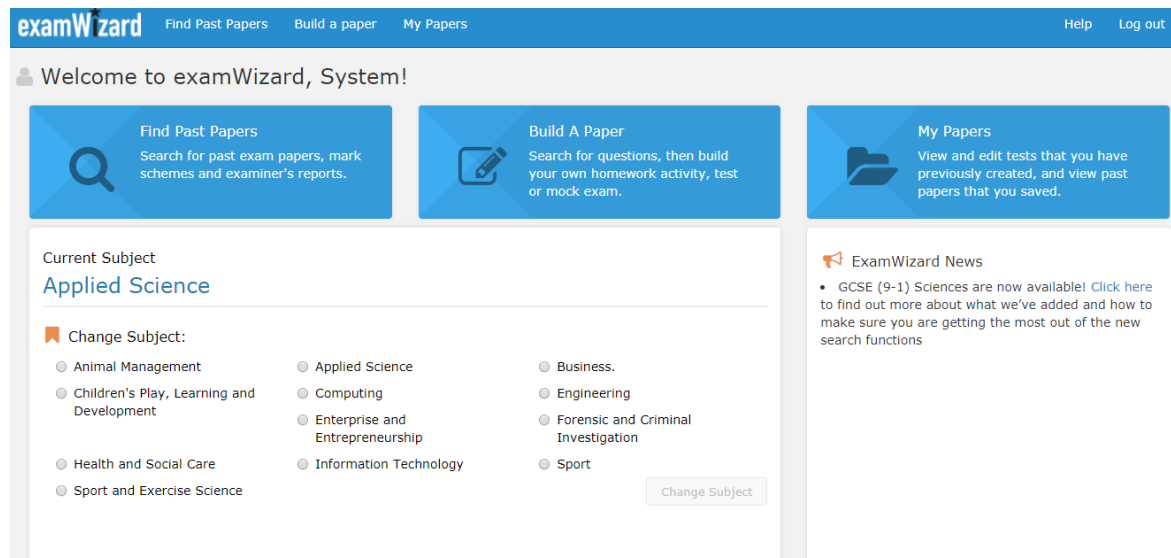 examWizard Find Past Papers Build a paper My Papers Help Log out
Welcome to examWizard, System!
Find Past Papers
Search for past exam papers, mark
schemes and examiner's reports.
Build A Paper
Search for questions, then build
your own homework activity, test
or mock exam.
My Papers
View and edit tests that you have
previously created, and view past
papers that you saved.
Current Subject
Applied Science
Change Subject:
Animal Management
Applied Science
Business.
Children's Play, Learning and
Development
Computing
Engineering
Enterprise and
Entrepreneurship
Forensic and Criminal
Investigation
Health and Social Care
Information Technology
Sport
Sport and Exercise Science
Change Subject
ExamWizard News
• GCSE (9-1) Sciences are now available! Click here
to find out more about what we've added and how to
make sure you are getting the most out of the new
search functions